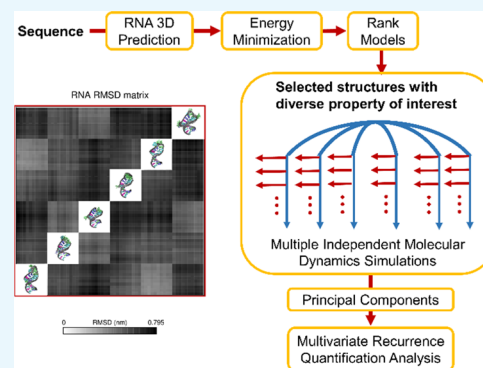 Sequence
RNA 3D
Prediction
Energy
Minimization
Rank
Models
Selected structures with
diverse property of interest
RNA RMSD matrix
Multiple Independent Molecular
Dynamics Simulations
Principal Components
0 RMSD (nm) 0.795
Multivariate Recurrence
Quantification Analysis